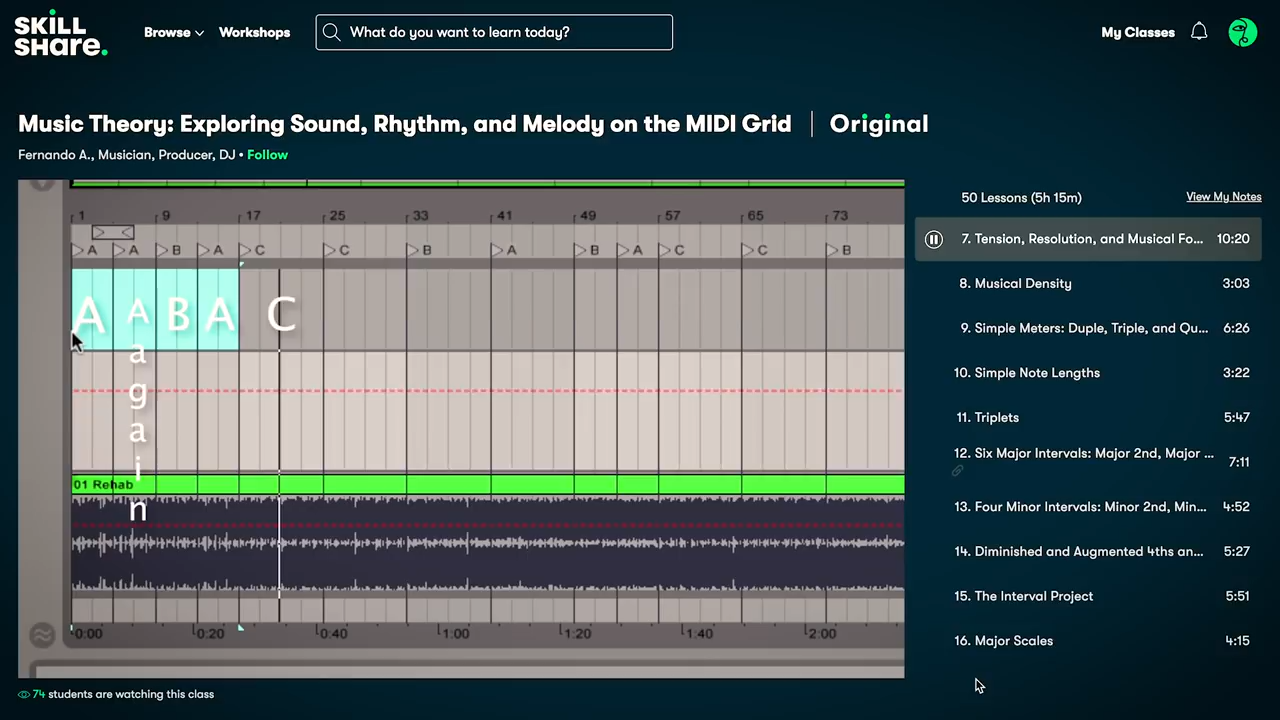 SKILL
SHare.
Browse
Workshops
What do you want to learn today?
My Classes
Music Theory: Exploring Sound, Rhythm, and Melody on the MIDI Grid | Original
Fernando A., Musician, Producer, DJ • Follow
1 9 17 25 33 41 49 57 65 73
A A B A C C B A B A C C B
A A B A C
a
g
a
i
n
01 Rehab
0:00 0:20 0:40 1:00 1:20 1:40 2:00
74 students are watching this class
50 Lessons (5h 15m)
View My Notes
7. Tension, Resolution, and Musical Fo... 10:20
8. Musical Density 3:03
9. Simple Meters: Duple, Triple, and Qu... 6:26
10. Simple Note Lengths 3:22
11. Triplets 5:47
12. Six Major Intervals: Major 2nd, Major ... 7:11
13. Four Minor Intervals: Minor 2nd, Min... 4:52
14. Diminished and Augmented 4ths an... 5:27
15. The Interval Project 5:51
16. Major Scales 4:15